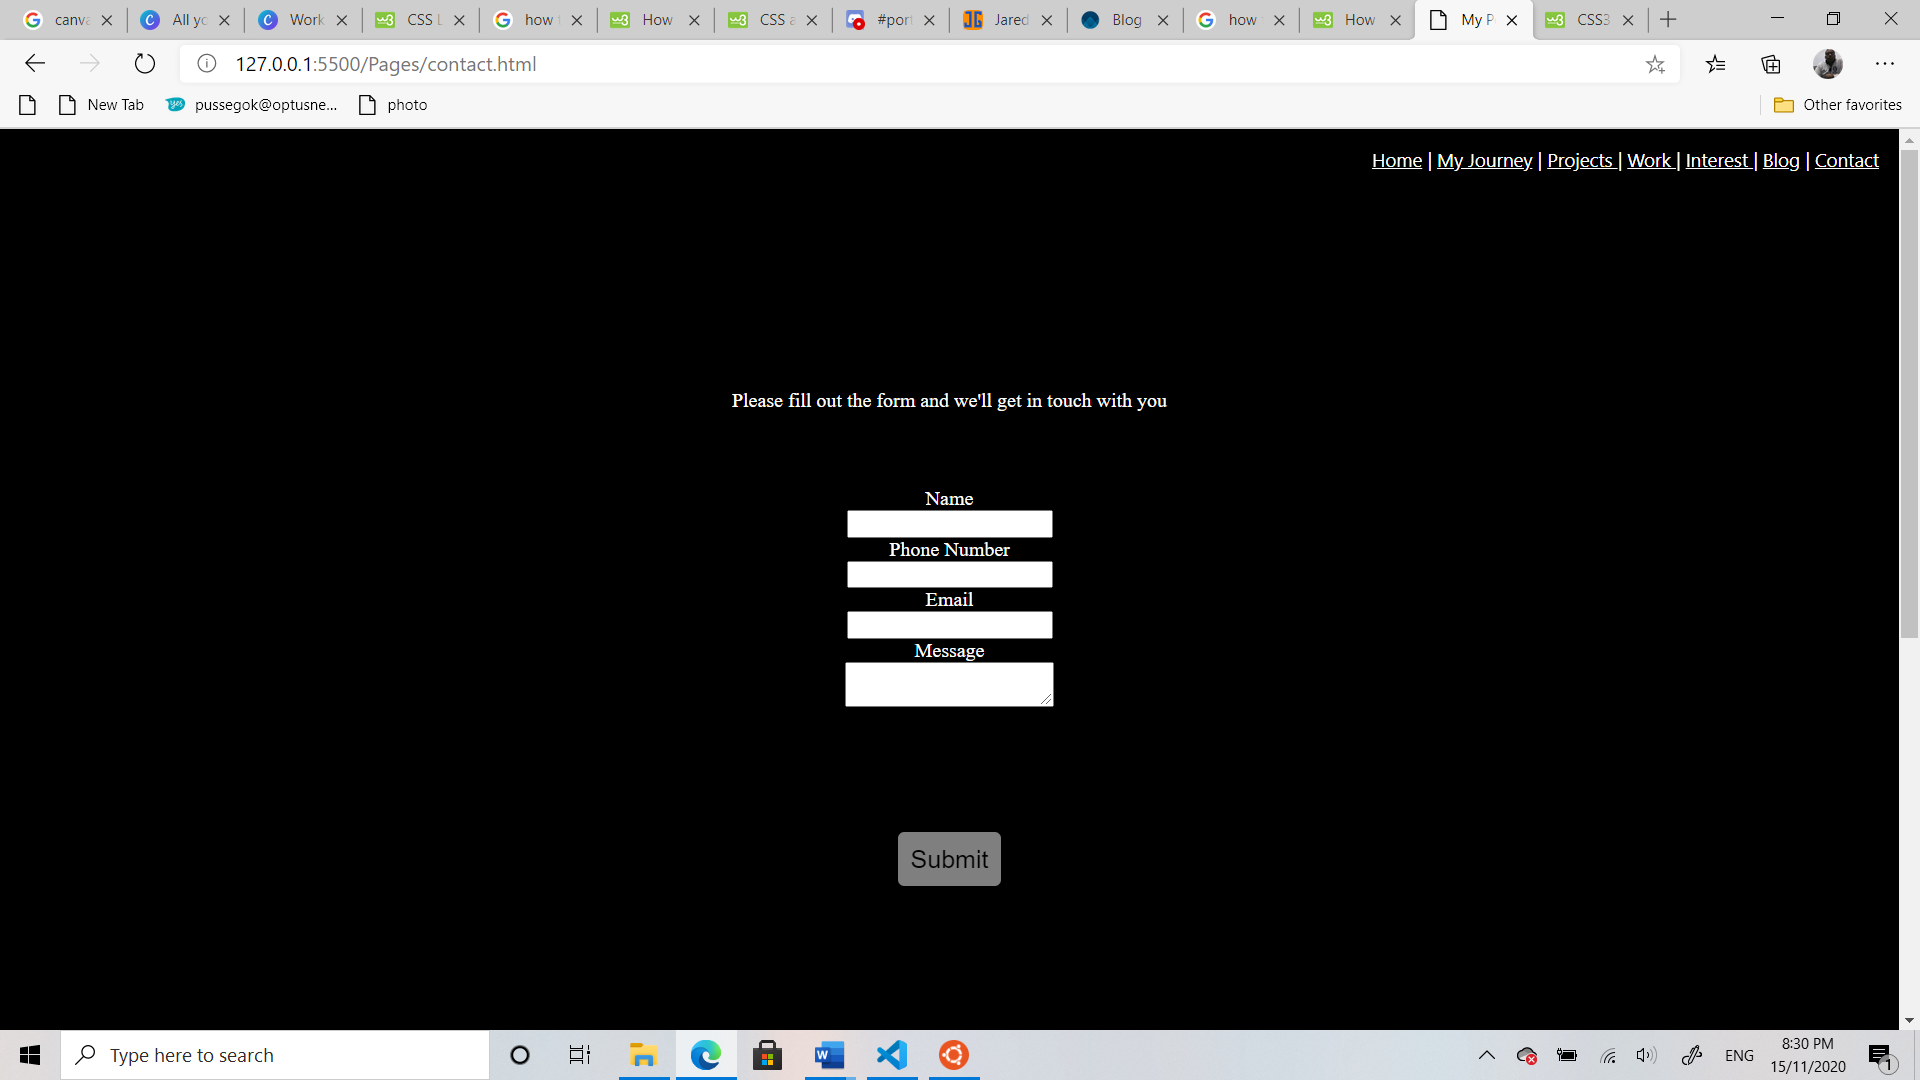 canva
All yo
Work
CSS L
how t
How
CSS a
#port
Jared
Blog
how
How
My P
CSS3
127.0.0.1:5500/Pages/contact.html
New Tab
pussegok@optusne...
photo
Other favorites
Home | My Journey | Projects | Work | Interest | Blog | Contact
Please fill out the form and we'll get in touch with you
Name
Phone Number
Email
Message
Submit
Type here to search
ENG
8:30 PM
15/11/2020
1